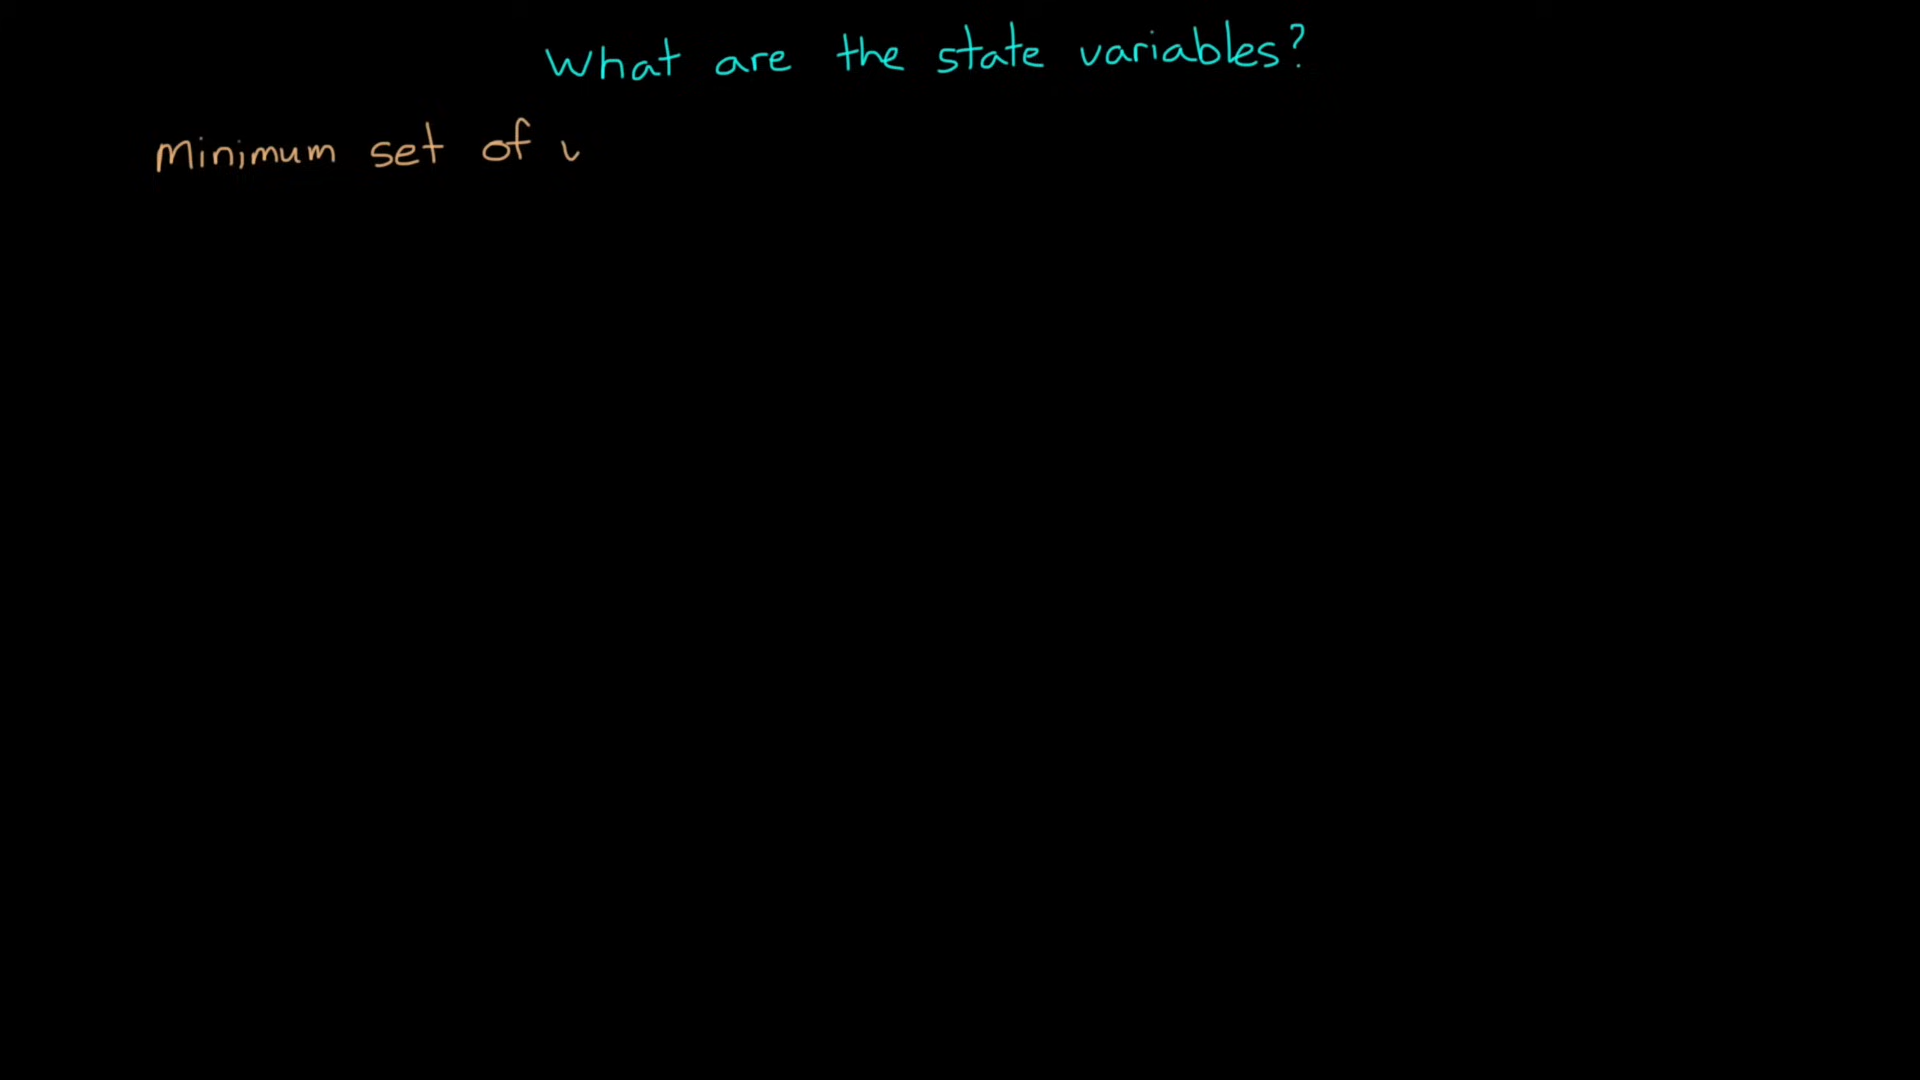 What are the state variables?
Minimum set of v